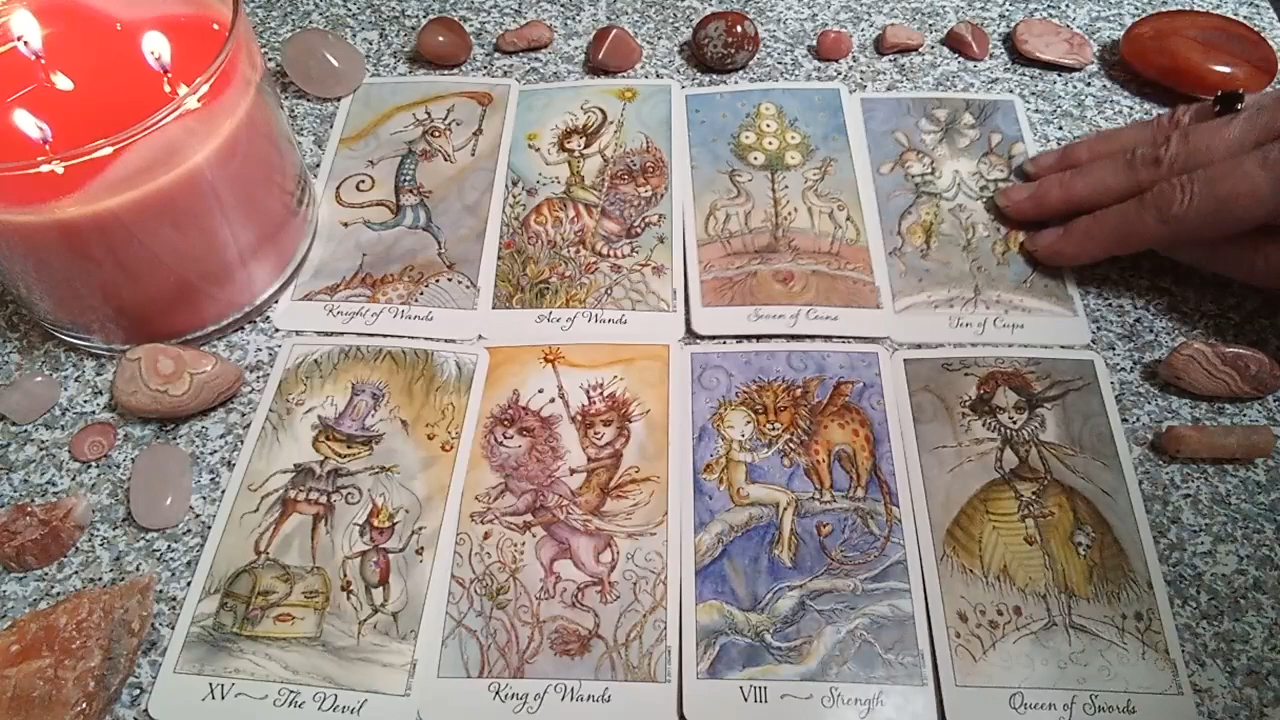 Knight of Wands
Ace of Wands
Seven of Coins
Ten of Cups
XV ~ The Devil
King of Wands
VIII ~ Strength
Queen of Swords